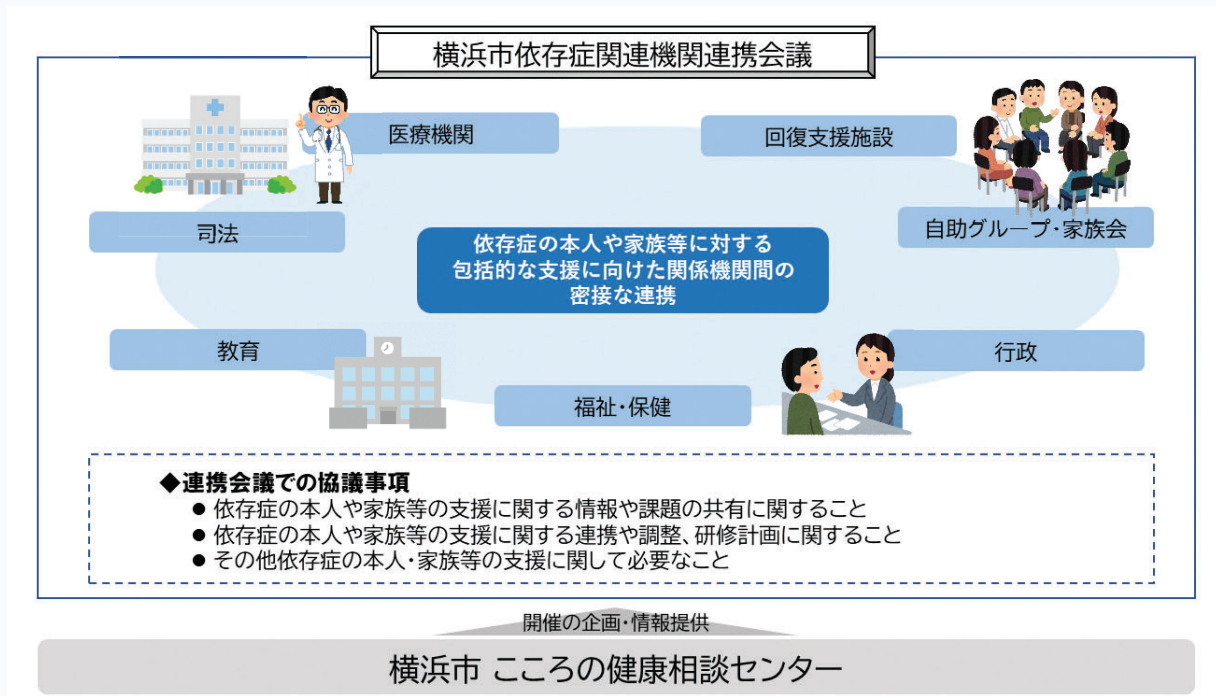 横浜市依存症関連機関連携会議
医療機関
回復支援施設
司法
自助グループ・家族会
依存症の本人や家族等に対する
包括的な支援に向けた関係機関間の
密接な連携
教育
行政
福祉・保健
◆連携会議での協議事項
● 依存症の本人や家族等の支援に関する情報や課題の共有に関すること
● 依存症の本人や家族等の支援に関する連携や調整、研修計画に関すること
● その他依存症の本人・家族等の支援に関して必要なこと
開催の企画・情報提供
横浜市 こころの健康相談センター